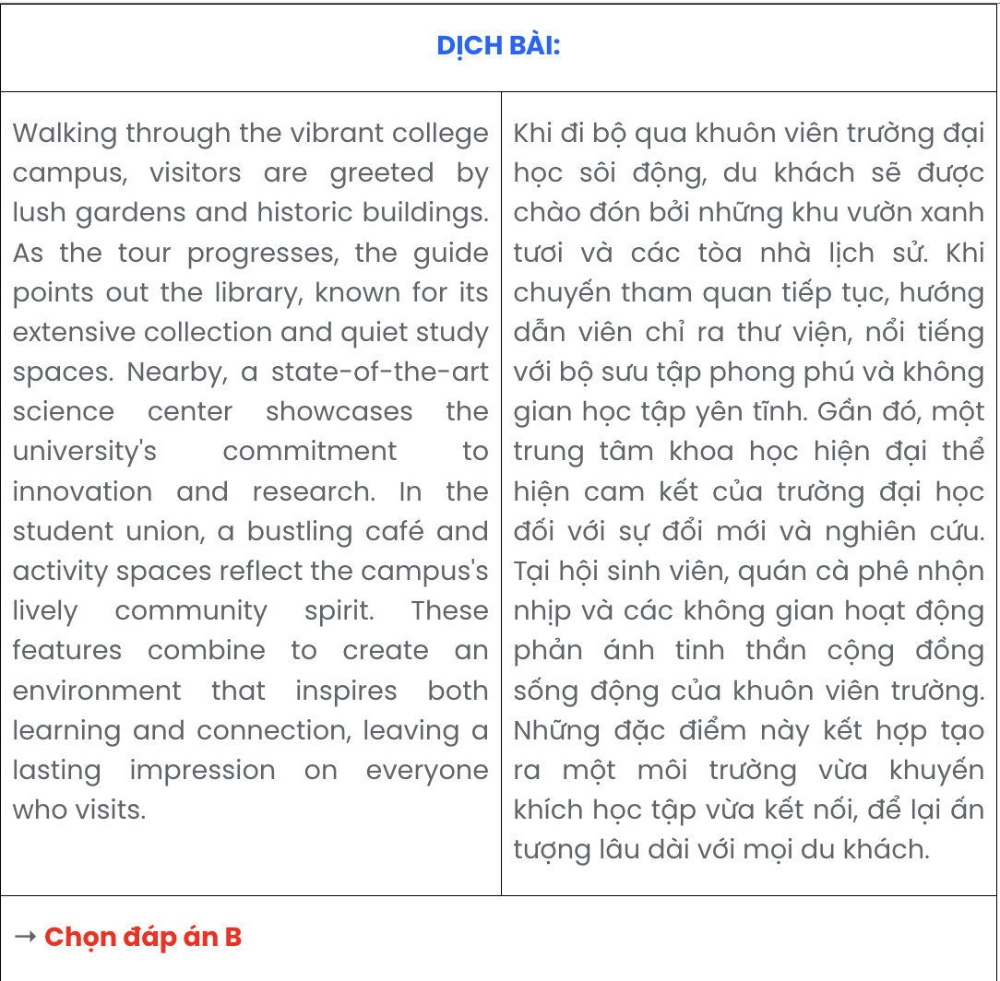 DỊCH BÀI:
Walking through the vibrant college
campus, visitors are greeted by
lush gardens and historic buildings.
As the tour progresses, the guide
points out the library, known for its
extensive collection and quiet study
spaces. Nearby, a state-of-the-art
science center showcases the
university's commitment to
innovation and research. In the
student union, a bustling café and
activity spaces reflect the campus's
lively community spirit. These
features combine to create an
environment that inspires both
learning and connection, leaving a
lasting impression on everyone
who visits.
Khi đi bộ qua khuôn viên trường đại
học sôi động, du khách sẽ được
chào đón bởi những khu vườn xanh
tươi và các tòa nhà lịch sử. Khi
chuyến tham quan tiếp tục, hướng
dẫn viên chỉ ra thư viện, nổi tiếng
với bộ sưu tập phong phú và không
gian học tập yên tĩnh. Gần đó, một
trung tâm khoa học hiện đại thể
hiện cam kết của trường đại học
đối với sự đổi mới và nghiên cứu.
Tại hội sinh viên, quán cà phê nhộn
nhịp và các không gian hoạt động
phản ánh tinh thần cộng đồng
sống động của khuôn viên trường.
Những đặc điểm này kết hợp tạo
ra một môi trường vừa khuyến
khích học tập vừa kết nối, để lại ấn
tượng lâu dài với mọi du khách.
→ Chọn đáp án B